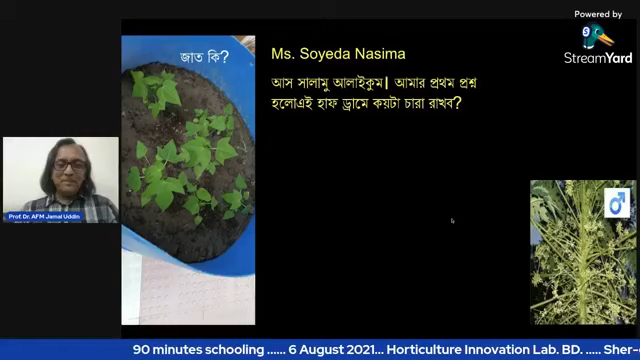 Powered by
StreamYard
জাত কি?
Ms. Soyeda Nasima
আস সালামু আলাইকুম। আমার প্রথম প্রশ্ন
হলোএই হাফ ড্রামে কয়টা চারা রাখব?
Prof. Dr. AFM Jamal Uddin
90 minutes schooling ...... 6 August 2021... Horticulture Innovation Lab. BD. ..... Sher-